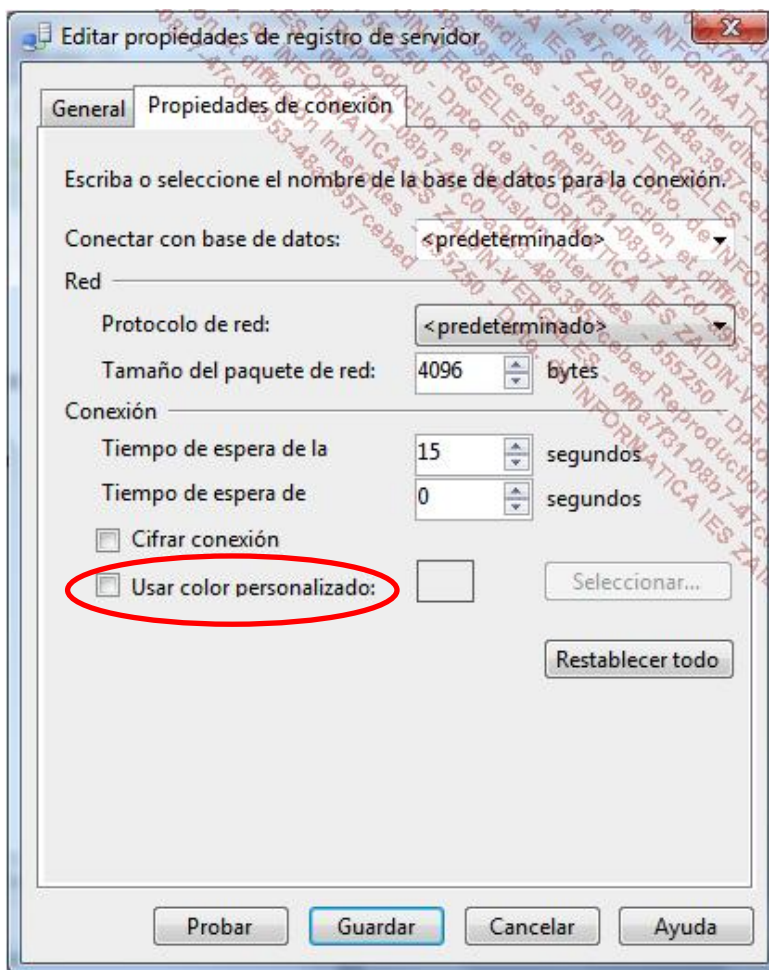 Editar propiedades de registro de servidor
General Propiedades de conexión
Escriba o seleccione el nombre de la base de datos para la conexión.
Conectar con base de datos: <predeterminado>
Red
Protocolo de red: <predeterminado>
Tamaño del paquete de red: 4096 bytes
Conexión
Tiempo de espera de la 15 segundos
Tiempo de espera de 0 segundos
Cifrar conexión
Usar color personalizado: Seleccionar...
Restablecer todo
Probar Guardar Cancelar Ayuda